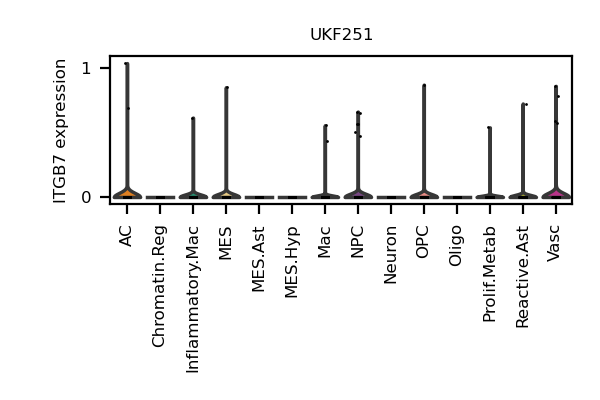 UKF251
ITGB7 expression
1
0
AC
Chromatin.Reg
Inflammatory.Mac
MES
MES.Ast
MES.Hyp
Mac
NPC
Neuron
OPC
Oligo
Prolif.Metab
Reactive.Ast
Vasc